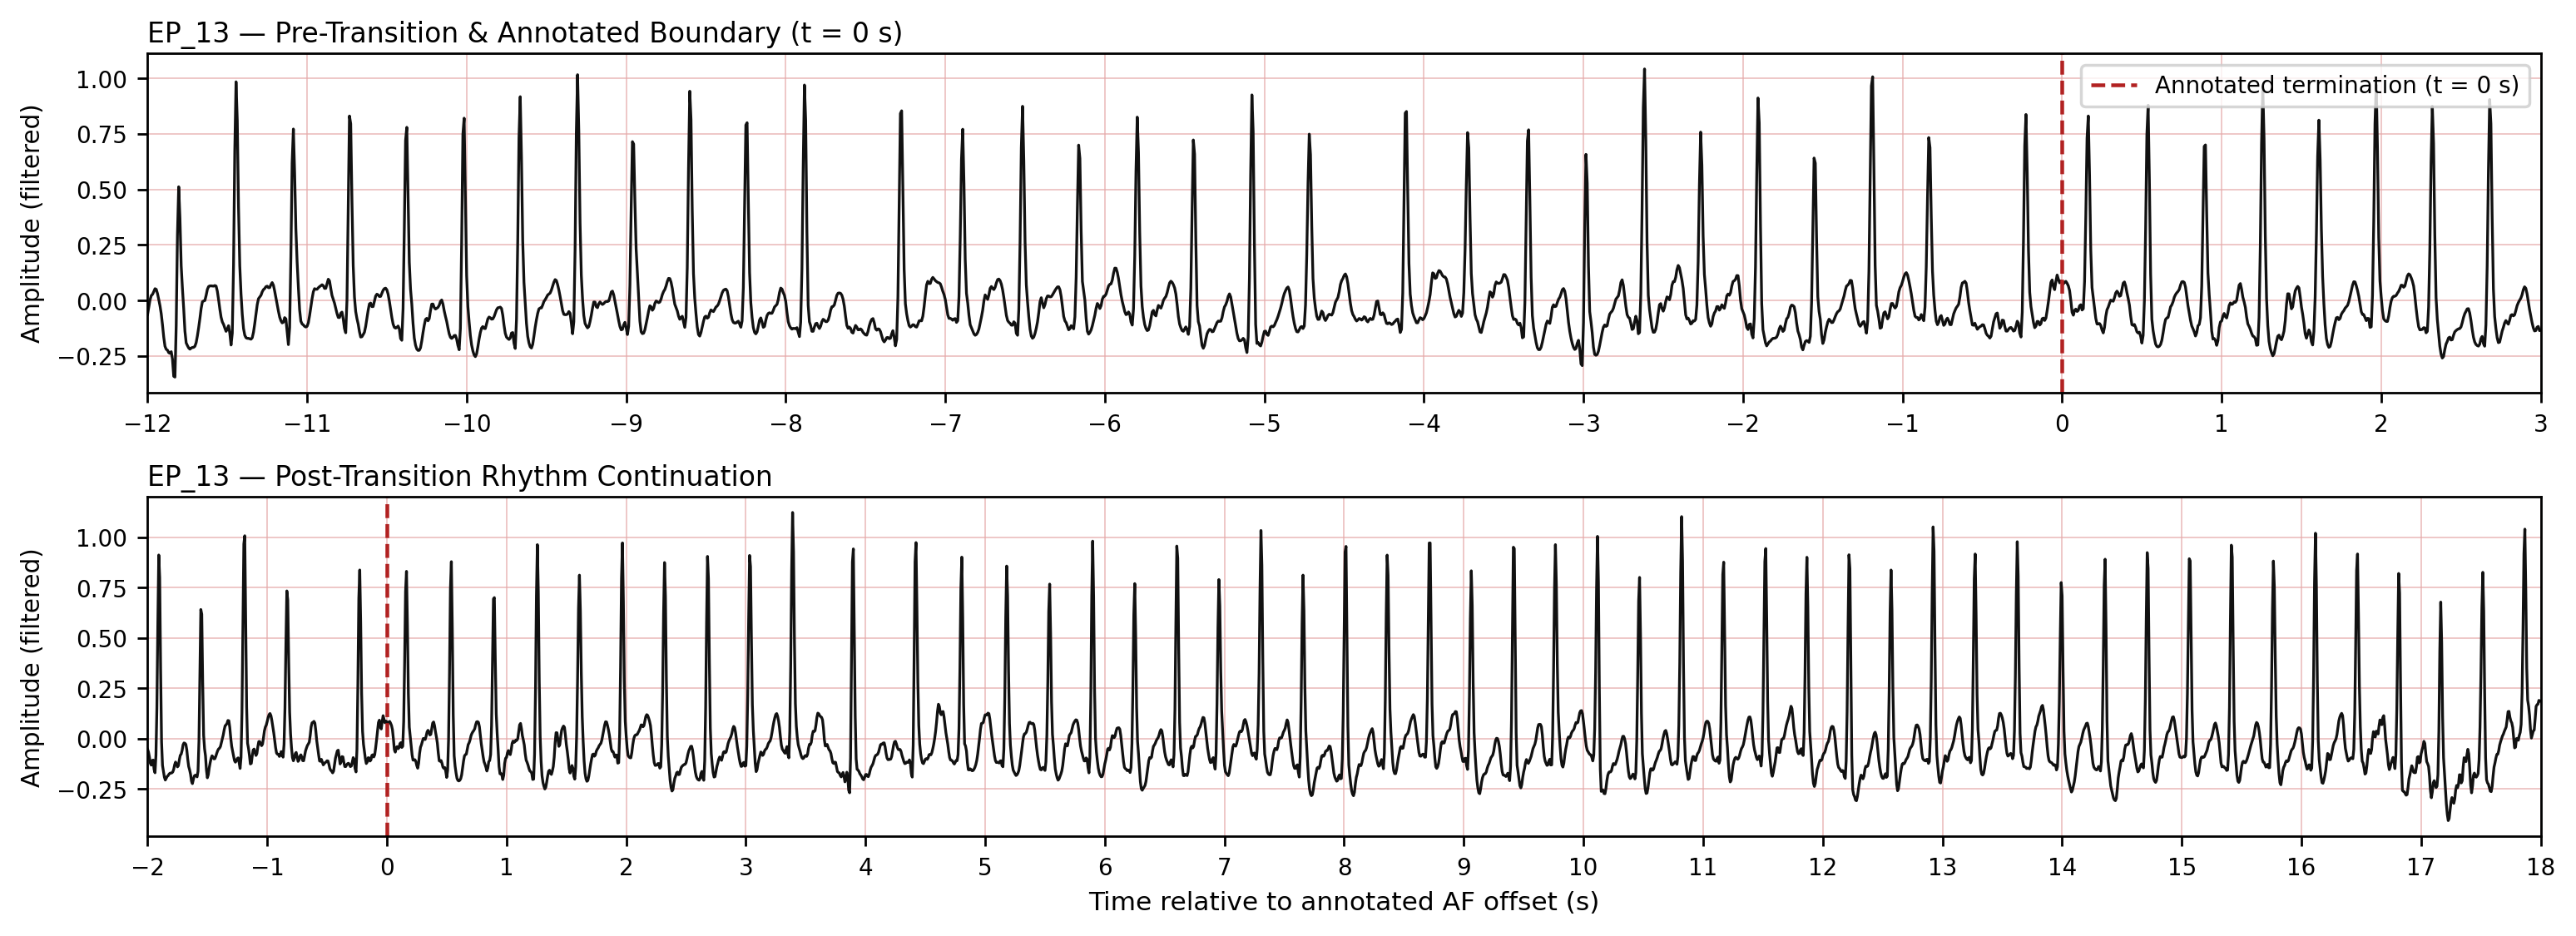 EP_13 — Pre-Transition & Annotated Boundary (t = 0 s)
Annotated termination (t = 0 s)
Amplitude (filtered)
1.00
0.75
0.50
0.25
0.00
−0.25
−12 −11 −10 −9 −8 −7 −6 −5 −4 −3 −2 −1 0 1 2 3
EP_13 — Post-Transition Rhythm Continuation
Amplitude (filtered)
1.00
0.75
0.50
0.25
0.00
−0.25
−2 −1 0 1 2 3 4 5 6 7 8 9 10 11 12 13 14 15 16 17 18
Time relative to annotated AF offset (s)